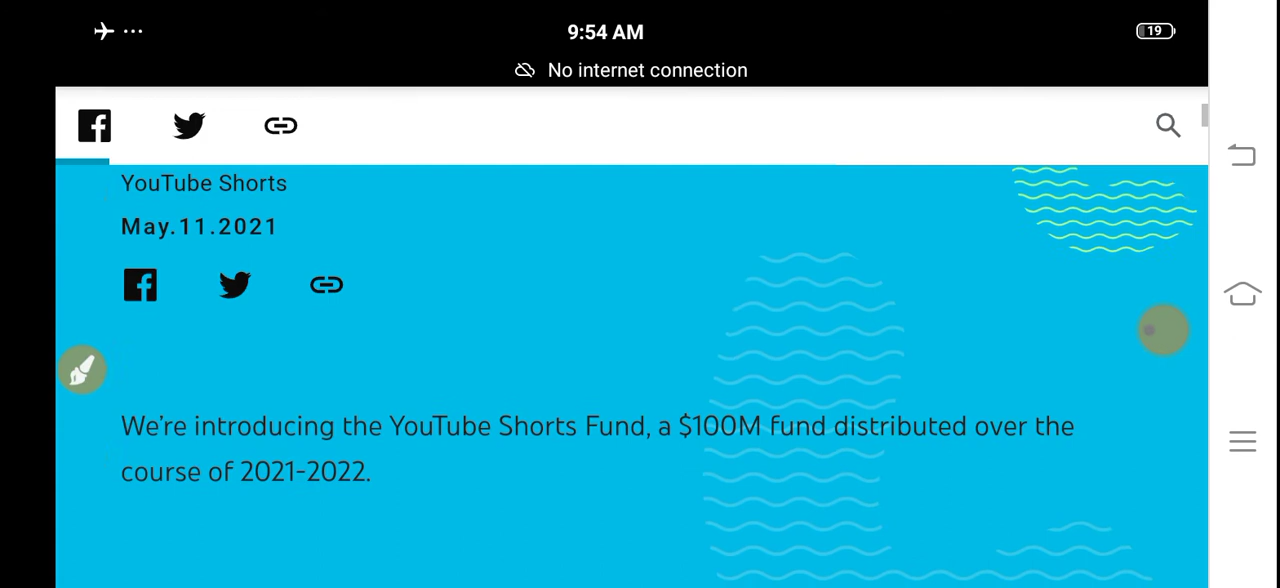 9:54 AM
19
No internet connection
YouTube Shorts
May.11.2021
We're introducing the YouTube Shorts Fund, a $100M fund distributed over the
course of 2021-2022.